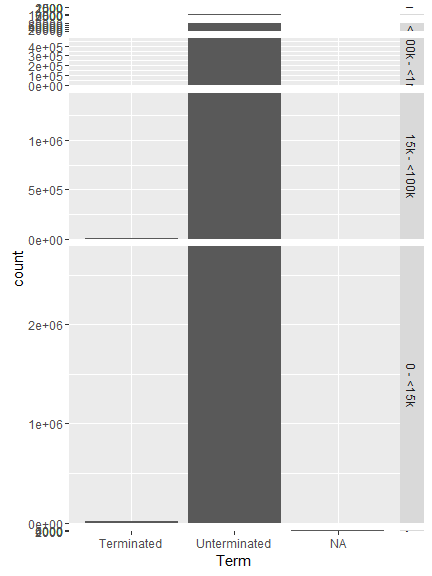 4e+05
3e+05
2e+05
1e+05
0e+00
00k - <1
1e+06
5e+05
0e+00
15k - <100k
2e+06
1e+06
0e+00
0 - <15k
count
Terminated Unterminated NA
Term